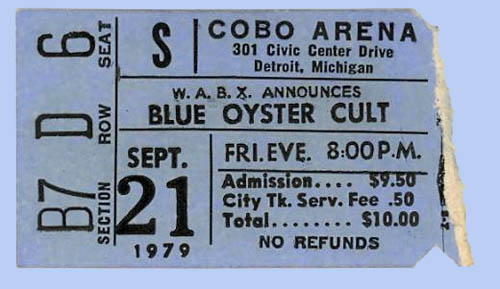 SEAT 6
ROW D
SECTION B7
S
COBO ARENA
301 Civic Center Drive
Detroit, Michigan
W. A. B. X. ANNOUNCES
BLUE OYSTER CULT
SEPT.
21
1979
FRI. EVE. 8:00 P.M.
Admission.... $9.50
City Tk. Serv. Fee .50
Total........ $10.00
NO REFUNDS